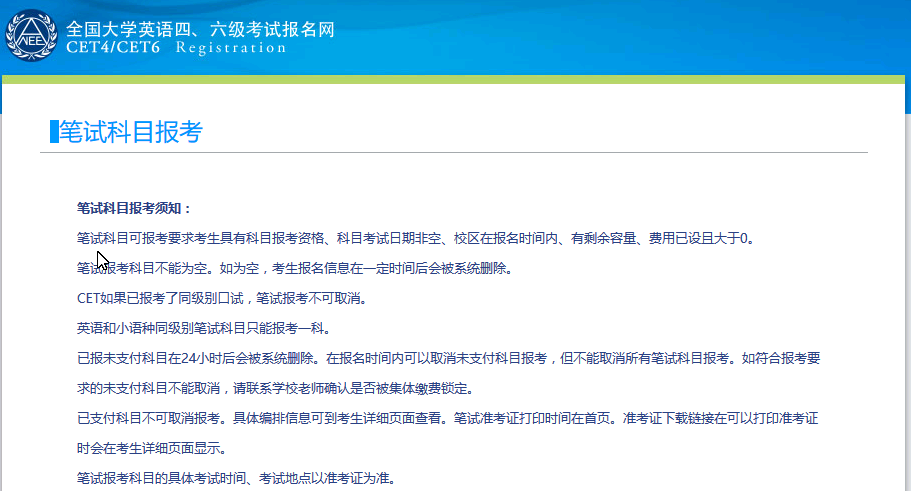 NEEA
全国大学英语四、六级考试报名网
CET4/CET6 Registration
笔试科目报考
笔试科目报考须知：
笔试科目可报考要求考生具有科目报考资格、科目考试日期非空、校区在报名时间内、有剩余容量、费用已设且大于0。
笔试报考科目不能为空。如为空，考生报名信息在一定时间后会被系统删除。
CET如果已报考了同级别口试，笔试报考不可取消。
英语和小语种同级别笔试科目只能报考一科。
已报未支付科目在24小时后会被系统删除。在报名时间内可以取消未支付科目报考，但不能取消所有笔试科目报考。如符合报考要
求的未支付科目不能取消，请联系学校老师确认是否被集体缴费锁定。
已支付科目不可取消报考。具体编排信息可到考生详细页面查看。笔试准考证打印时间在首页。准考证下载链接在可以打印准考证
时会在考生详细页面显示。
笔试报考科目的具体考试时间、考试地点以准考证为准。